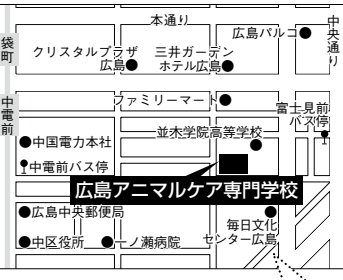 本通り
広島パルコ
中央通り
袋町
クリスタルプラザ
広島
三井ガーデン
ホテル広島
中電前
ファミリーマート
富士見前
バス停
中国電力本社
並木学院高等学校
中電前バス停
広島アニマルケア専門学校
広島中央郵便局
毎日文化
センター広島
中区役所
一ノ瀬病院